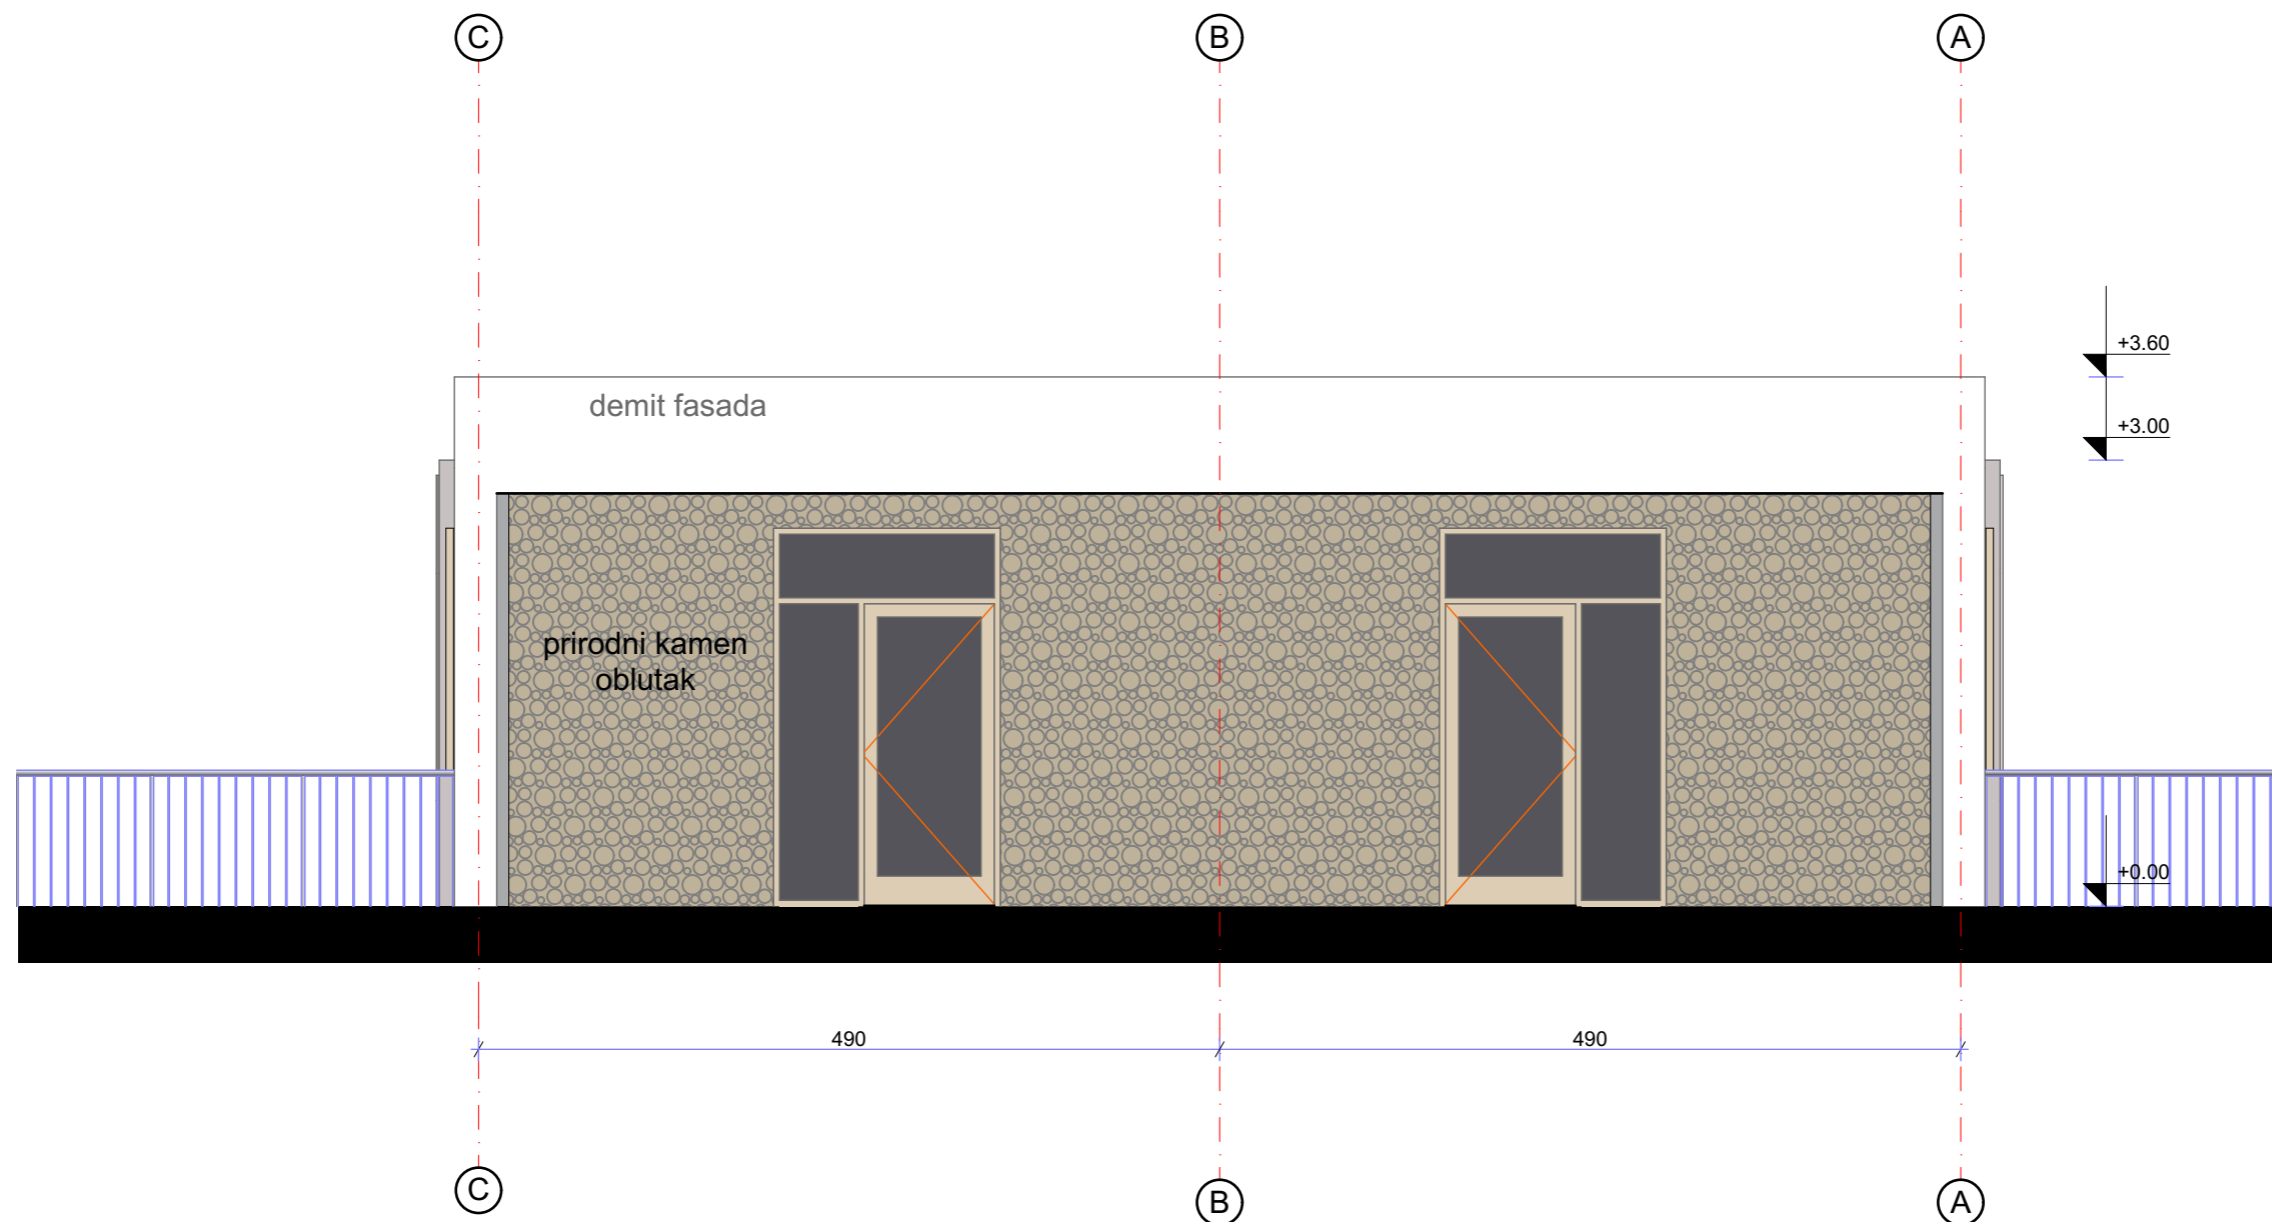 C
B
A
+3.60
demit fasada
+3.00
prirodni kamen
oblutak
+0.00
490
490
C
B
A